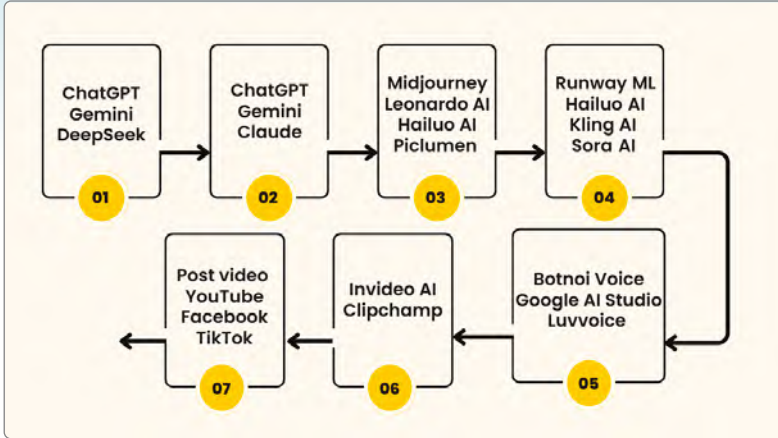 ChatGPT
Gemini
DeepSeek
01
ChatGPT
Gemini
Claude
02
Midjourney
Leonardo AI
Hailuo AI
Piclumen
03
Runway ML
Hailuo AI
Kling AI
Sora AI
04
Botnoi Voice
Google AI Studio
Luvvoice
05
Invideo AI
Clipchamp
06
Post video
YouTube
Facebook
TikTok
07